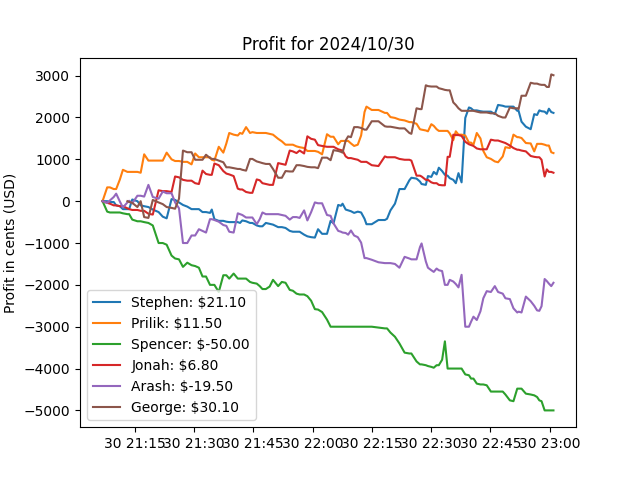 Profit for 2024/10/30
Profit in cents (USD)
3000
2000
1000
0
−1000
−2000
−3000
−4000
−5000
Stephen: $21.10
Prilik: $11.50
Spencer: $-50.00
Jonah: $6.80
Arash: $-19.50
George: $30.10
30 21:15 30 21:30 30 21:45 30 22:00 30 22:15 30 22:30 30 22:45 30 23:00